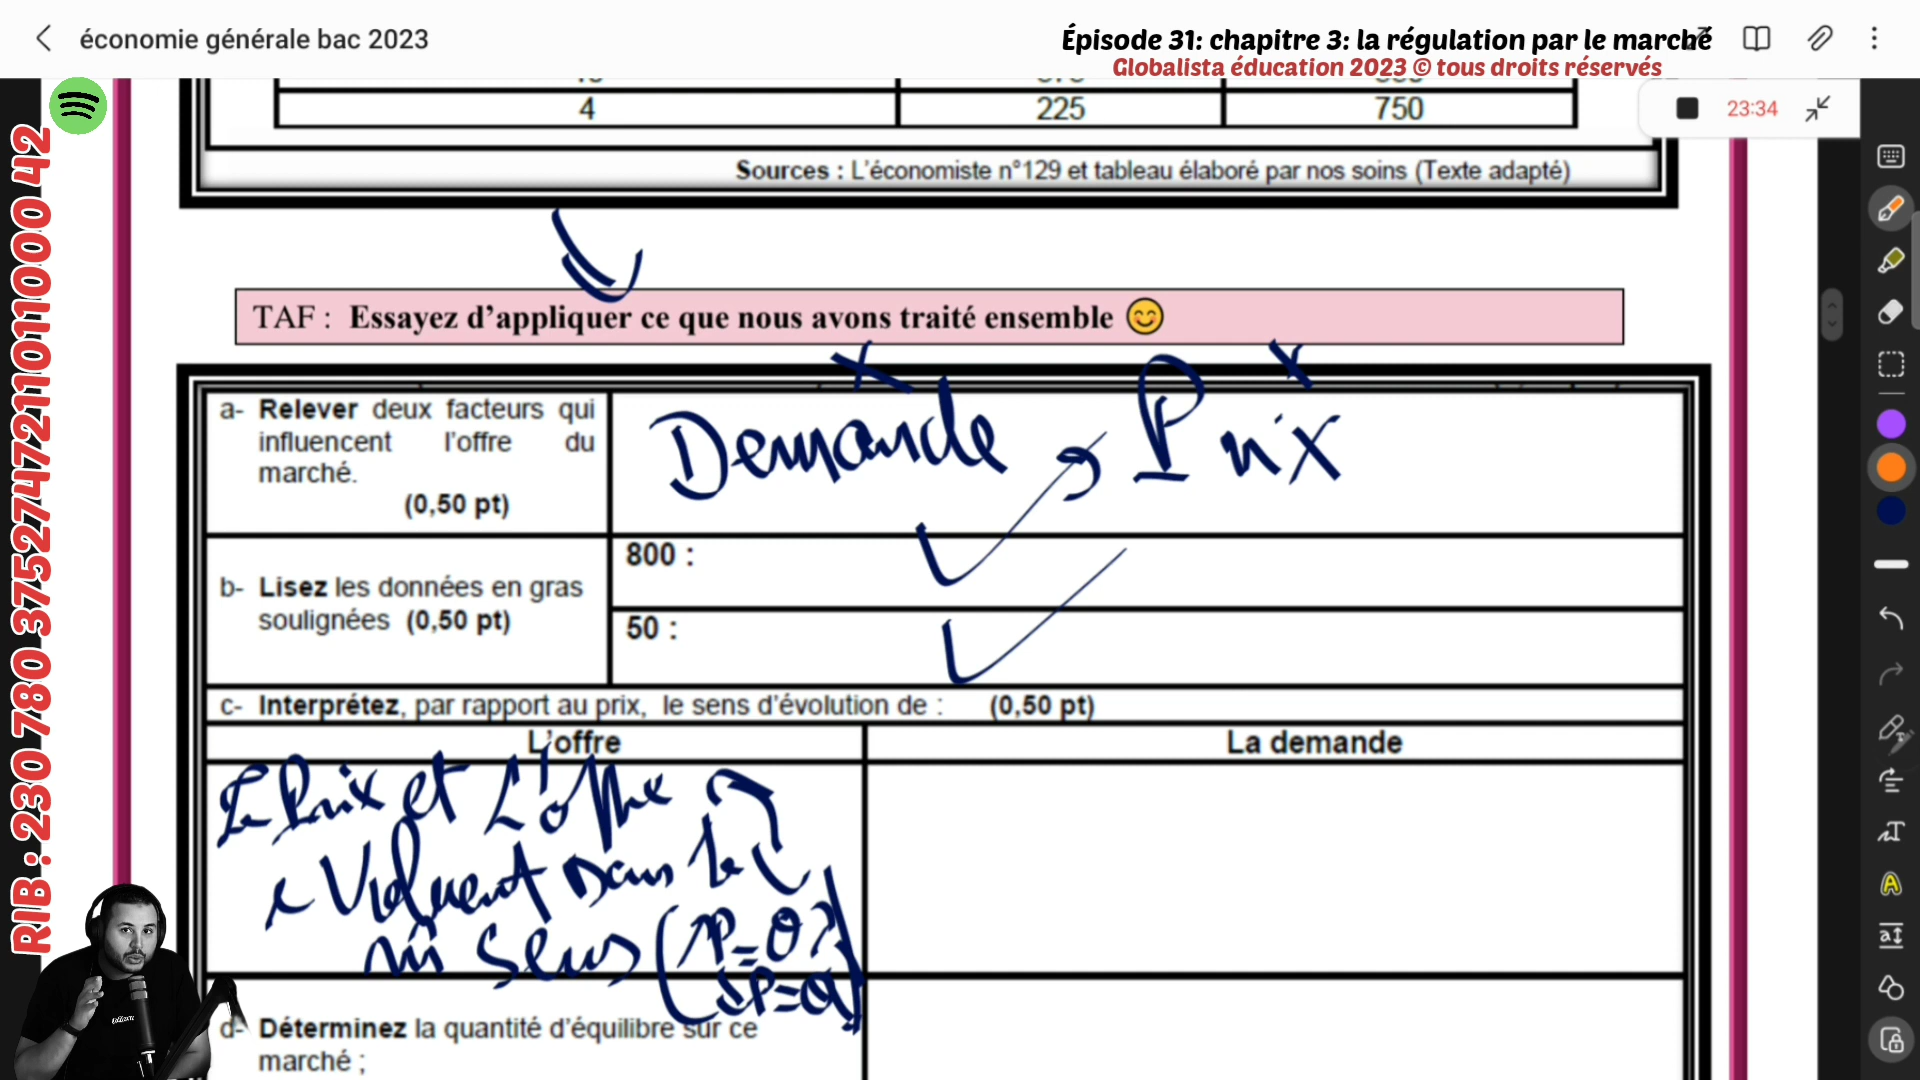 économie générale bac 2023
Épisode 31: chapitre 3: la régulation par le marché
Globalista éducation 2023 © tous droits réservés
23:34
RIB : 230 780 3752747721101011000 42
4 225 750
Sources : L'économiste n°129 et tableau élaboré par nos soins (Texte adapté)
TAF : Essayez d'appliquer ce que nous avons traité ensemble 😊
a- Relever deux facteurs qui
influencent l'offre du
marché.
(0,50 pt)
Demande Prix
b- Lisez les données en gras
soulignées (0,50 pt)
800 :
50 :
c- Interprétez, par rapport au prix, le sens d'évolution de : (0,50 pt)
L'offre
La demande
Le Prix et L'offre
évoluent Dans le
m̂ Sens (↗P=O↗
↓P=O↓)
d- Déterminez la quantité d'équilibre sur ce
marché ;